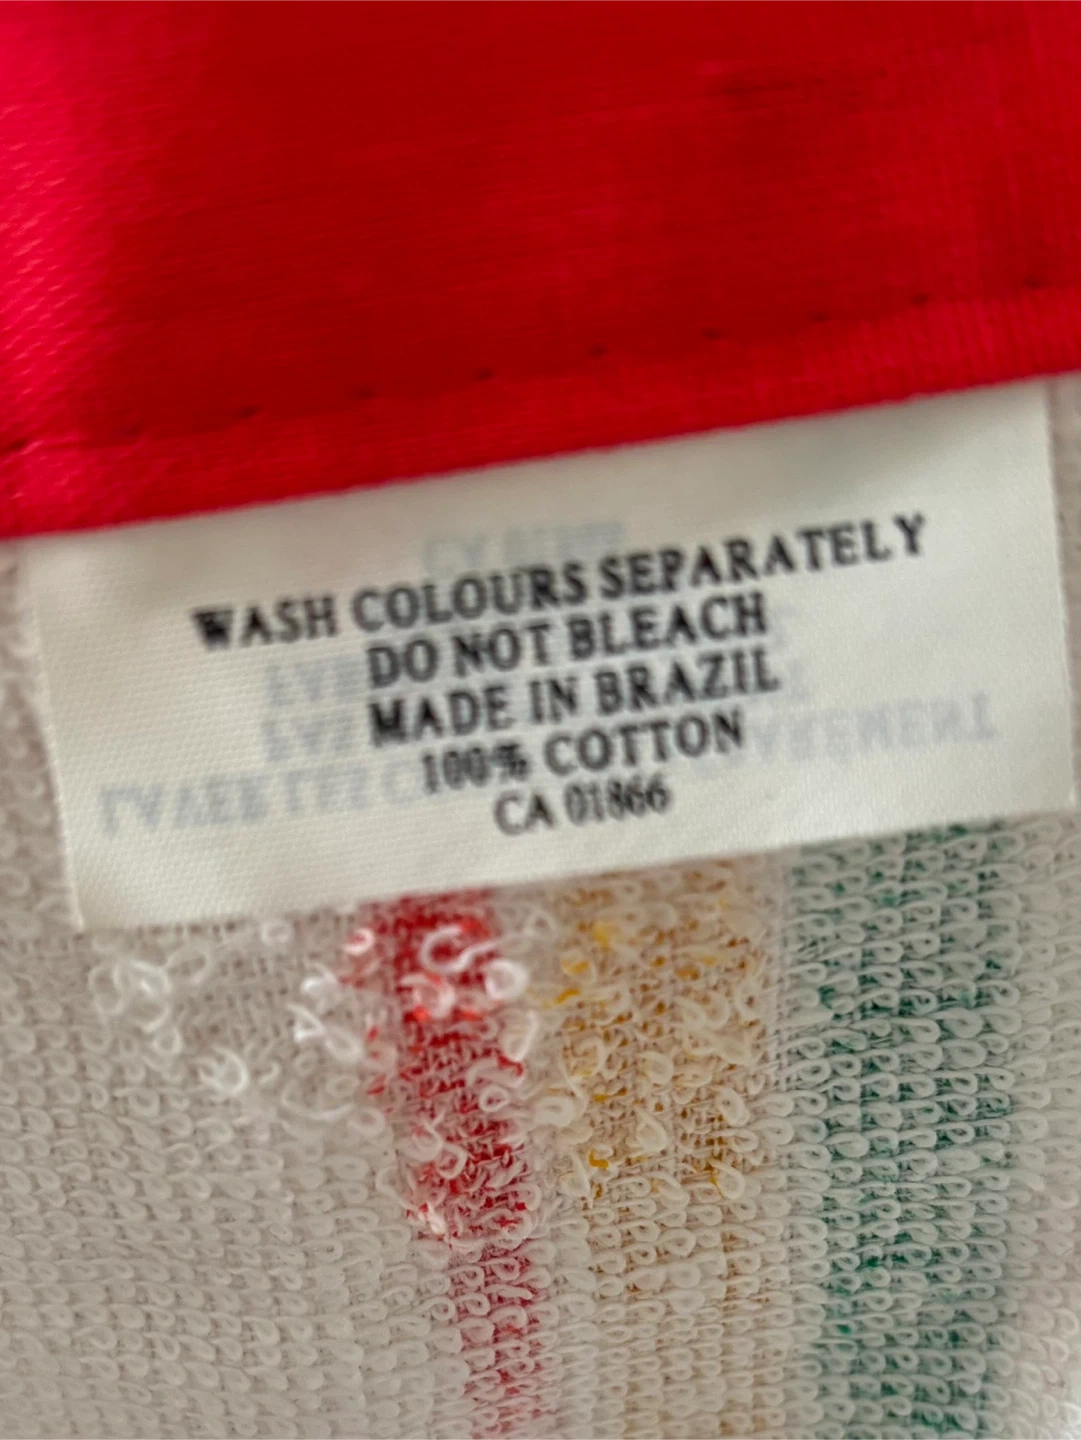 WASH COLOURS SEPARATELY
DO NOT BLEACH
MADE IN BRAZIL
100% COTTON
CA 01866